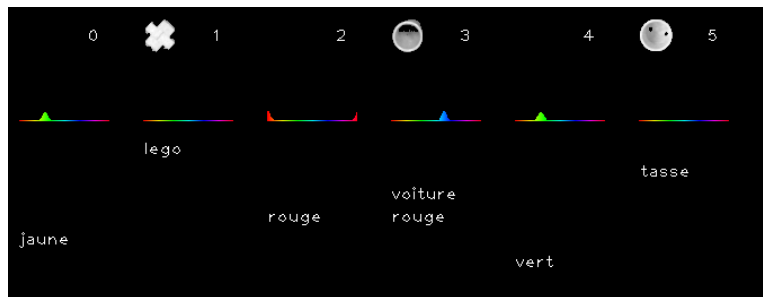 0 1 2 3 4 5
lego
tasse
voiture
rouge rouge
jaune
vert